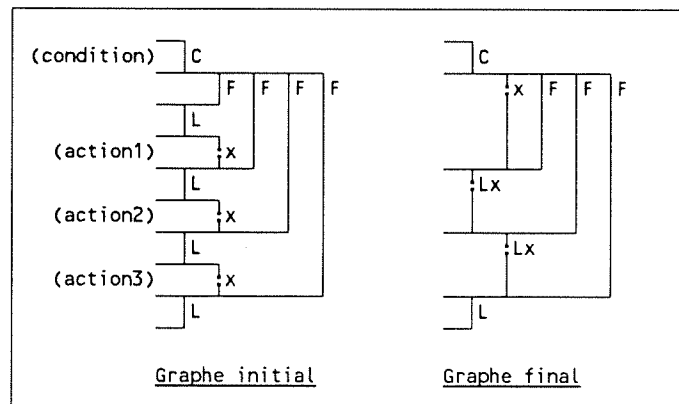 (condition) C C
F F F F x F F F
L
(action1) x
L Lx
(action2) x
L Lx
(action3) x
L L
Graphe initial Graphe final